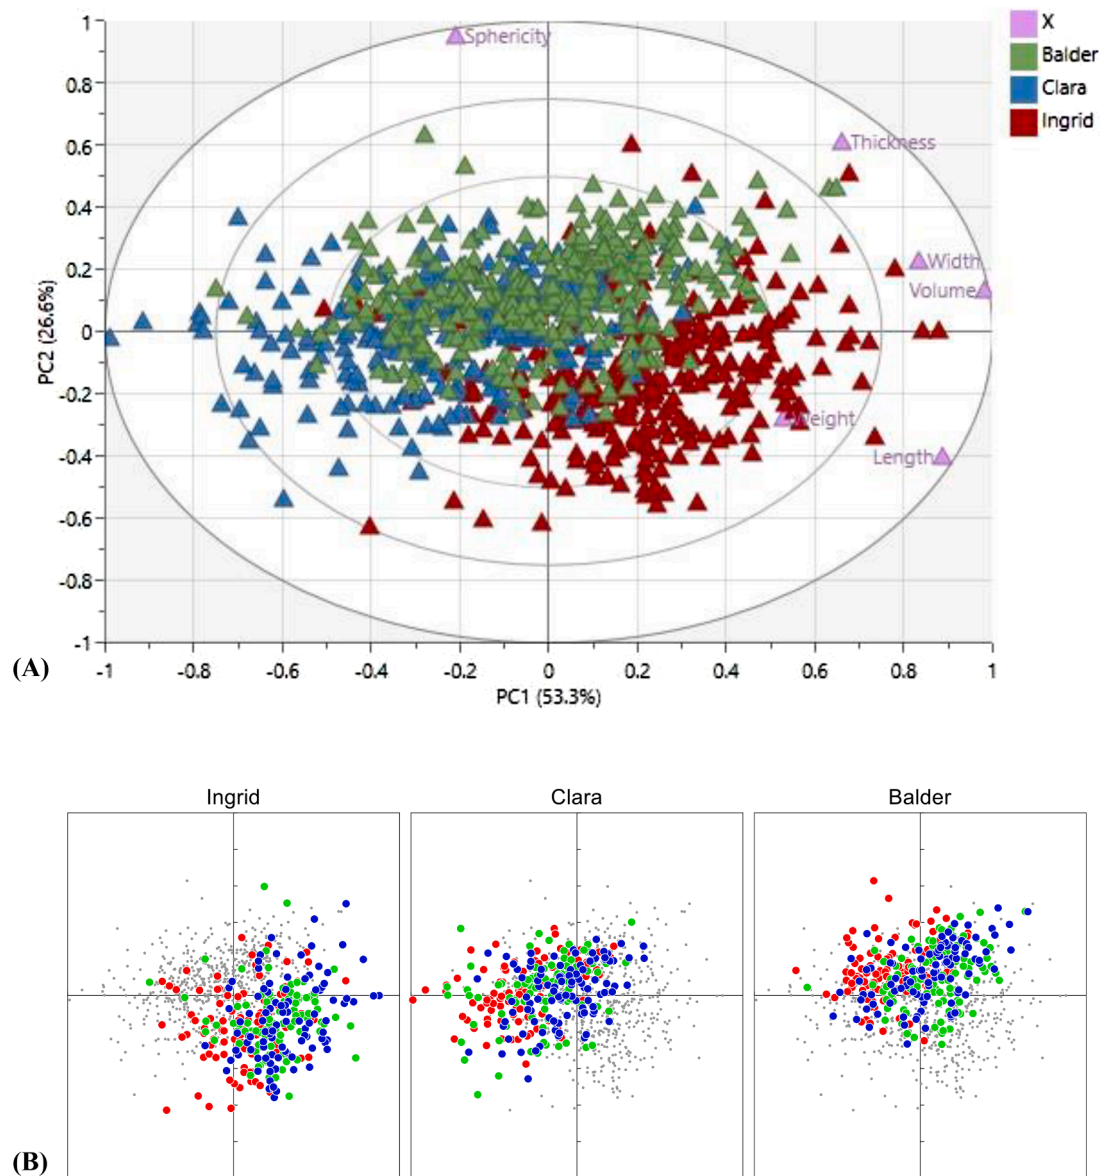 X
Balder
Clara
Ingrid
Sphericity
Thickness
Width
Volume
Weight
Length
1
0.8
0.6
0.4
0.2
0
-0.2
-0.4
-0.6
-0.8
-1
PC2 (26.6%)
-1 -0.8 -0.6 -0.4 -0.2 0 0.2 0.4 0.6 0.8 1
PC1 (53.3%)
(A)
Ingrid Clara Balder
(B)